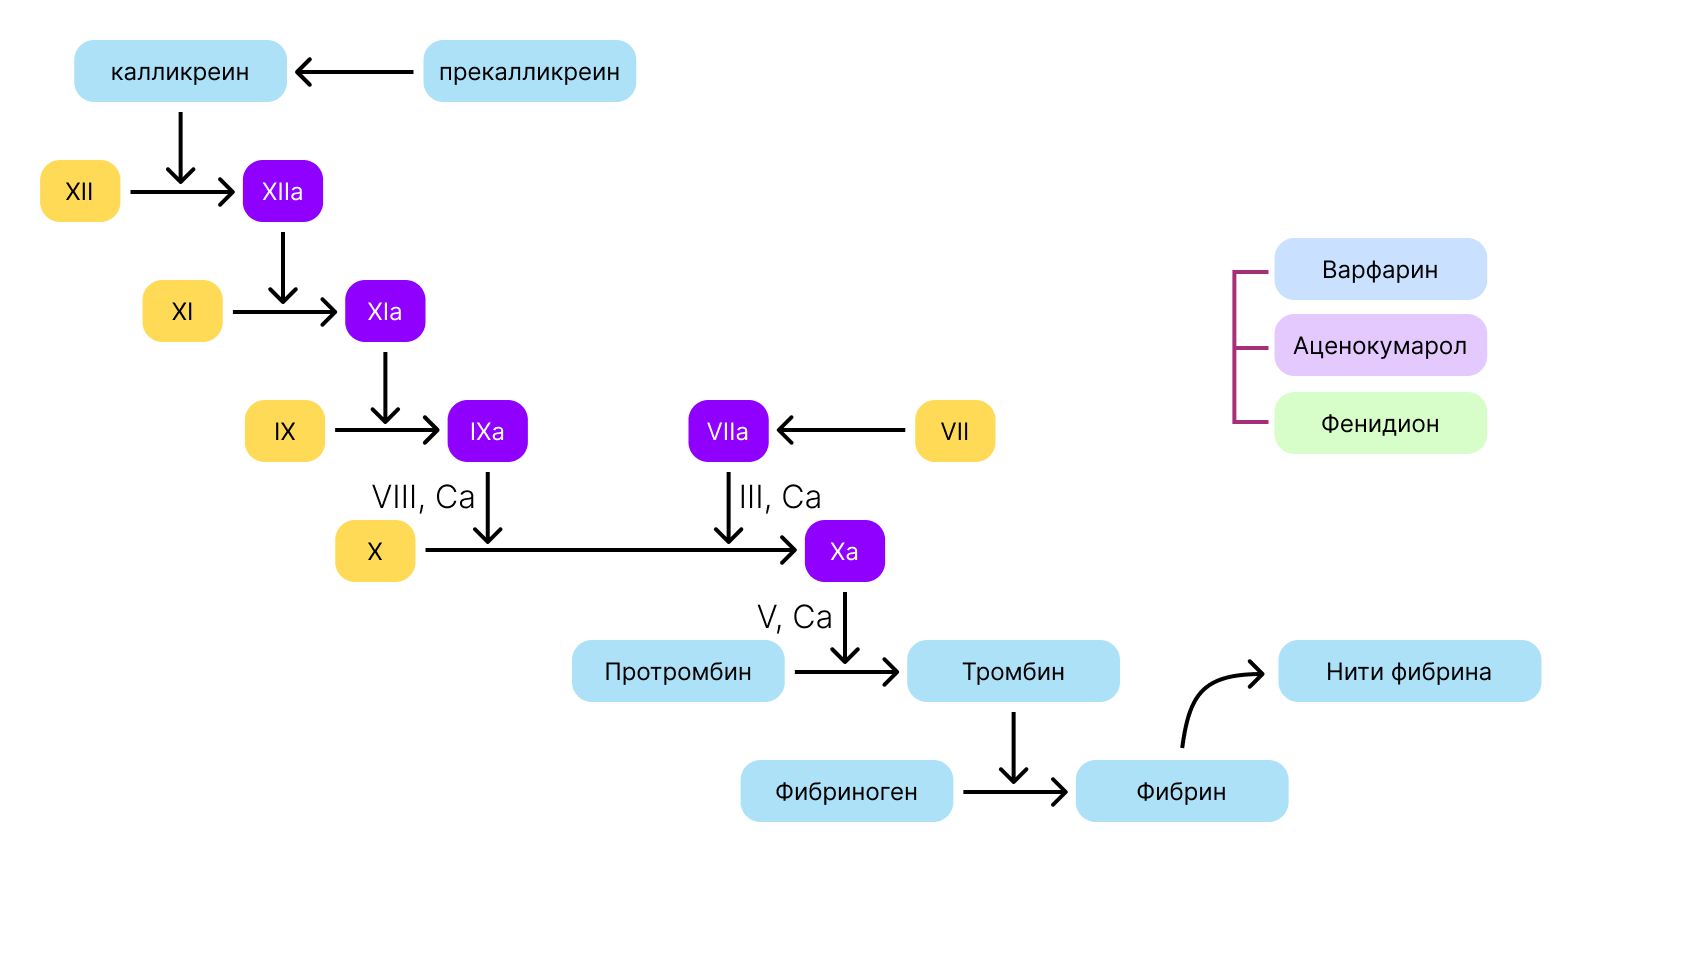 калликреин
прекалликреин
XII
XIIa
XI
XIa
IX
IXa
VIIa
VII
VIII, Ca
III, Ca
X
Xa
V, Ca
Протромбин
Тромбин
Нити фибрина
Фибриноген
Фибрин
Варфарин
Аценокумарол
Фенидион